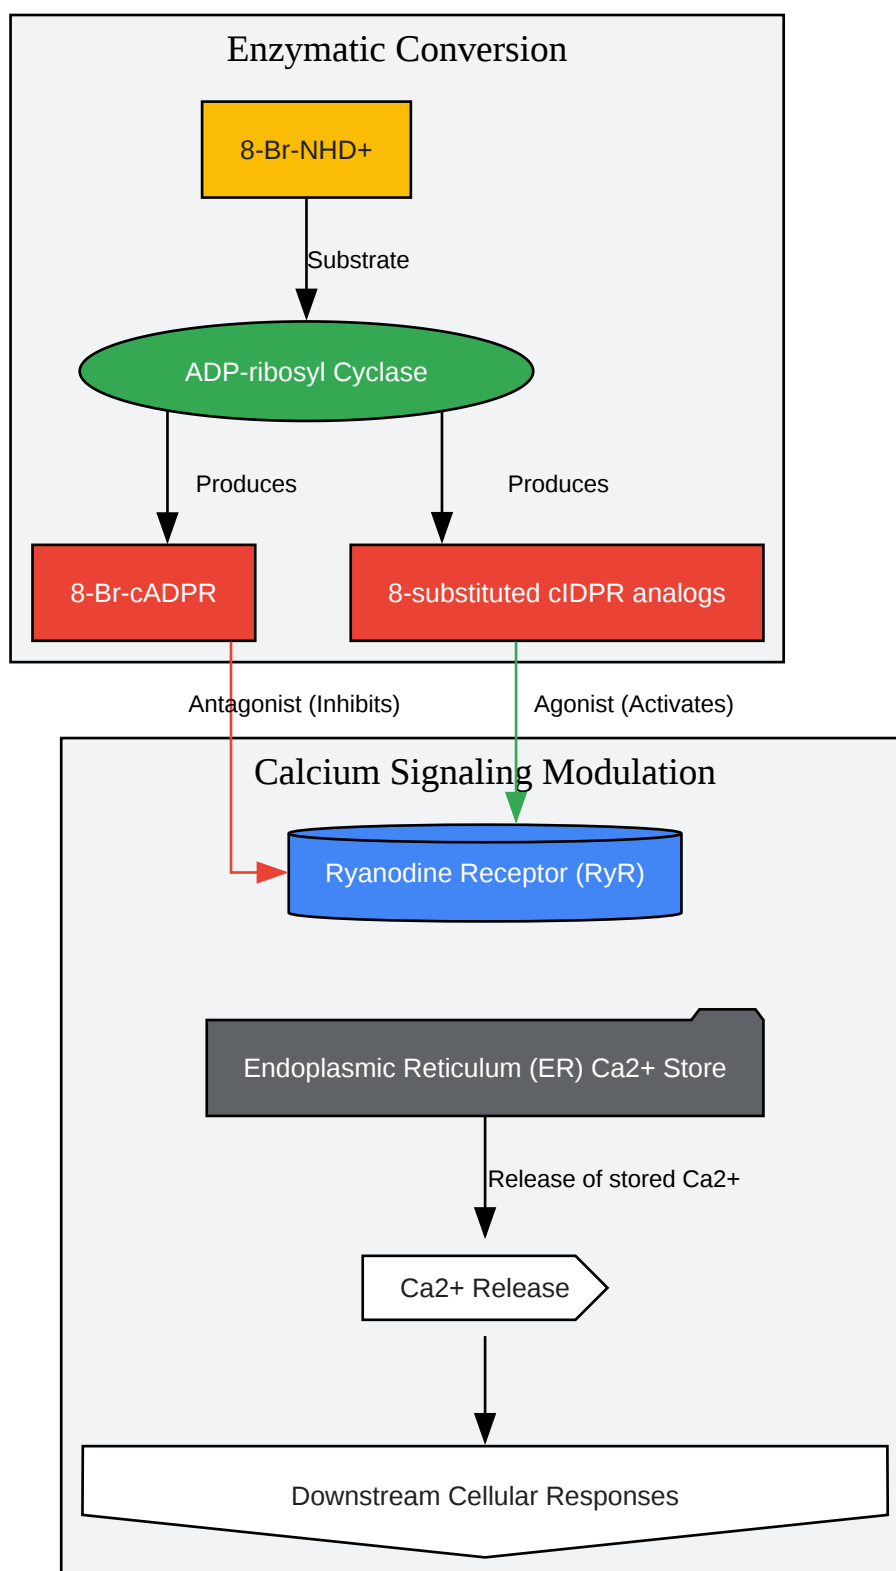 Enzymatic Conversion
8-Br-NHD+
Substrate
ADP-ribosyl Cyclase
Produces
Produces
8-Br-cADPR
8-substituted cIDPR analogs
Antagonist (Inhibits)
Agonist (Activates)
Calcium Signaling Modulation
Ryanodine Receptor (RyR)
Endoplasmic Reticulum (ER) Ca2+ Store
Release of stored Ca2+
Ca2+ Release
Downstream Cellular Responses